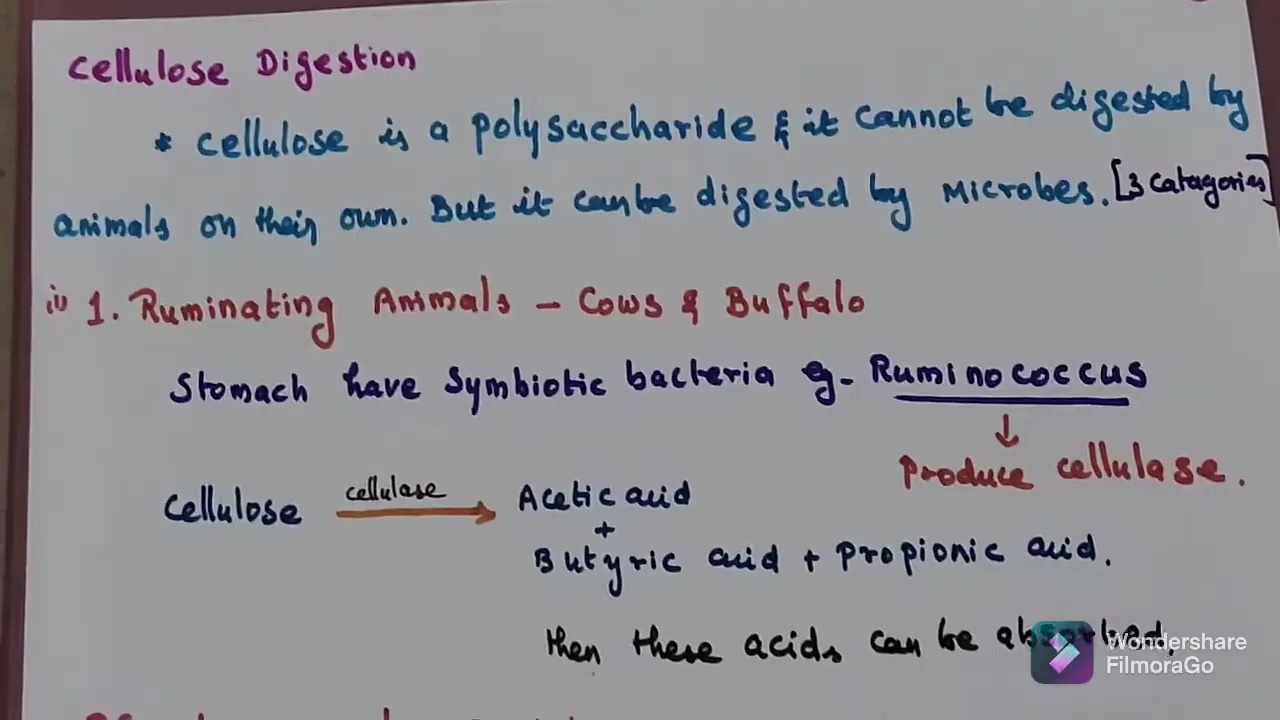 Cellulose Digestion
* Cellulose is a polysaccharide & it cannot be digested by
animals on their own. But it can be digested by Microbes. [3 Catagories]
1. Ruminating Animals - Cows & Buffalo
Stomach have symbiotic bacteria eg- Ruminococcus
↓
Produce cellulase.
Cellulose cellulase → Acetic acid
+
Butyric acid + Propionic acid.
then these acids can be absorbed.
Wondershare
FilmoraGo